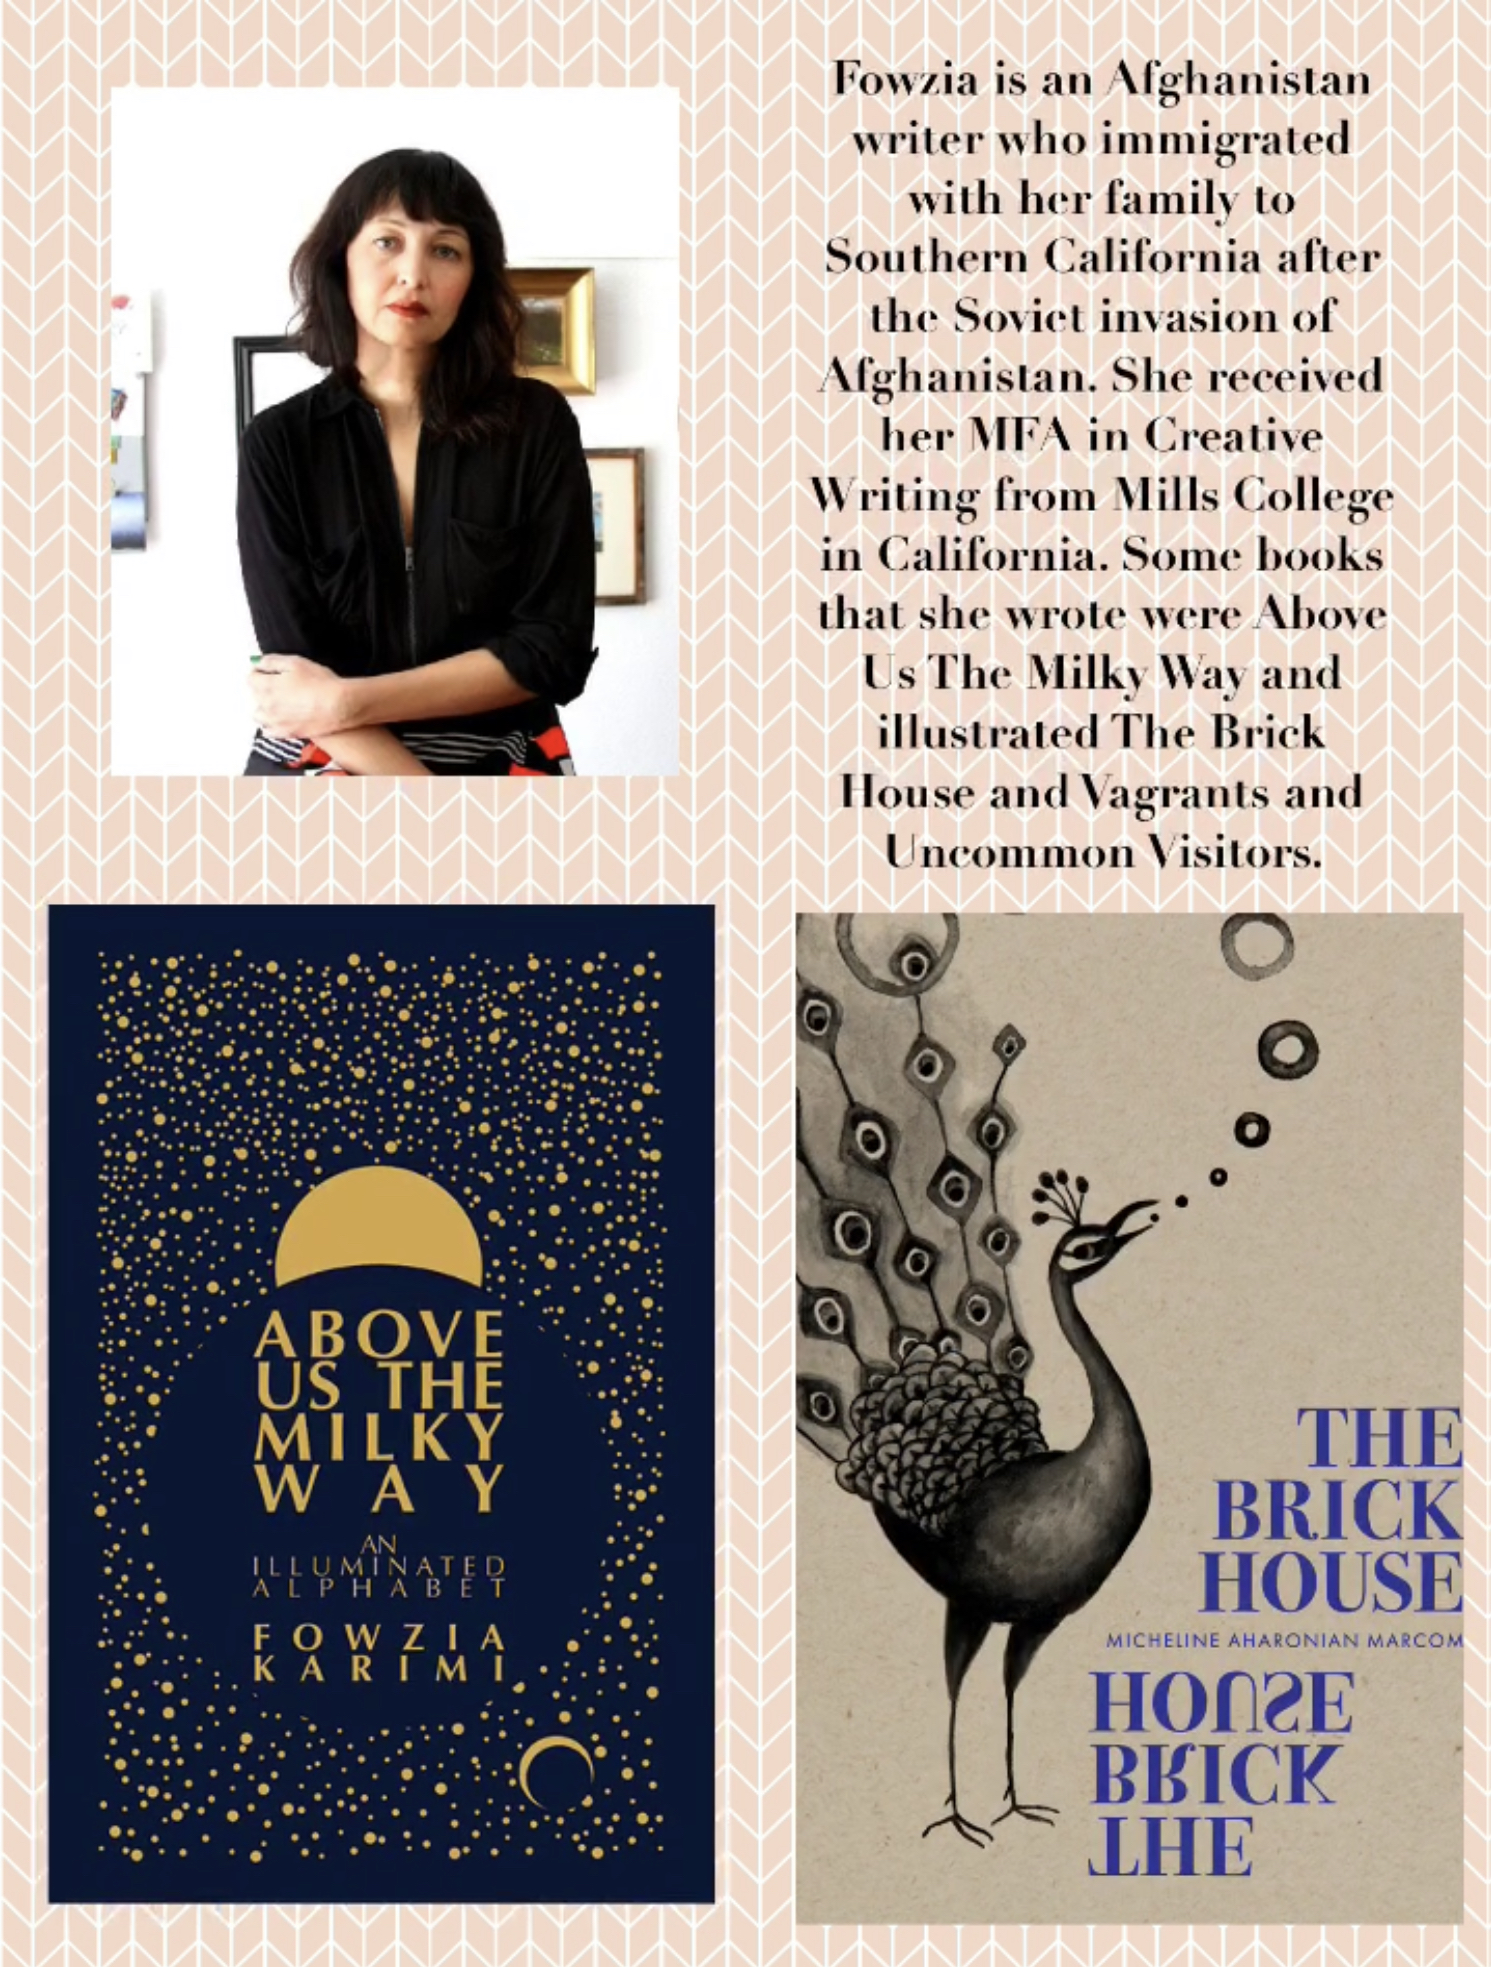 Fowzia is an Afghanistan
writer who immigrated
with her family to
Southern California after
the Soviet invasion of
Afghanistan. She received
her MFA in Creative
Writing from Mills College
in California. Some books
that she wrote were Above
Us The Milky Way and
illustrated The Brick
House and Vagrants and
Uncommon Visitors.
ABOVE
US THE
MILKY
WAY
AN
ILLUMINATED
ALPHABET
FOWZIA
KARIMI
THE
BRICK
HOUSE
MICHELINE AHARONIAN MARCOM
HOUSE
BRICK
THE